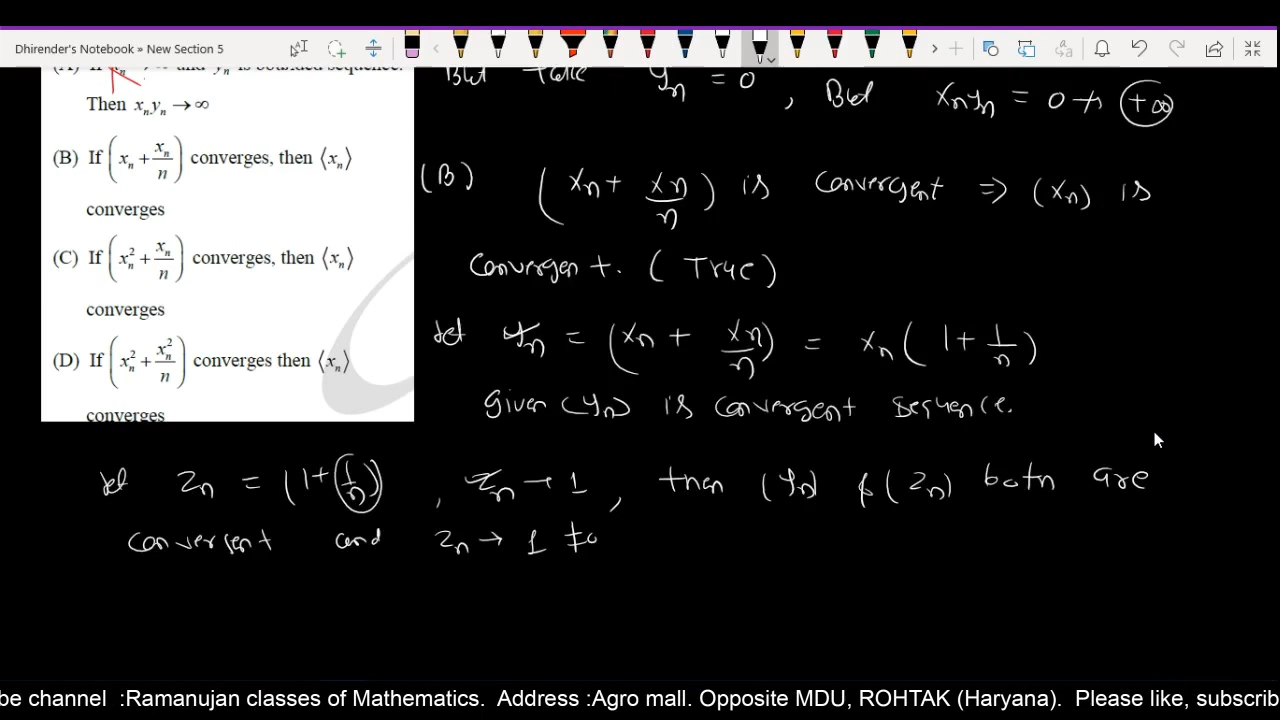 Dhirender's Notebook » New Section 5
Then xₙyₙ → ∞
(B) If (xₙ + xₙ/n) converges, then ⟨xₙ⟩
converges
(C) If (xₙ² + xₙ/n) converges, then ⟨xₙ⟩
converges
(D) If (xₙ² + xₙ²/n) converges then ⟨xₙ⟩
converges
But take yₙ = 0 , But xₙyₙ = 0 ↛ +∞
(B) (xₙ + xₙ/n) is convergent ⇒ (xₙ) is
convergent. (True)
let yₙ = (xₙ + xₙ/n) = xₙ(1 + 1/n)
given (yₙ) is convergent sequence.
let zₙ = (1 + (1/n)) , zₙ → 1 , then (yₙ) & (zₙ) both are
convergent and zₙ → 1 ≠0
be channel :Ramanujan classes of Mathematics. Address :Agro mall. Opposite MDU, ROHTAK (Haryana). Please like, subscrib